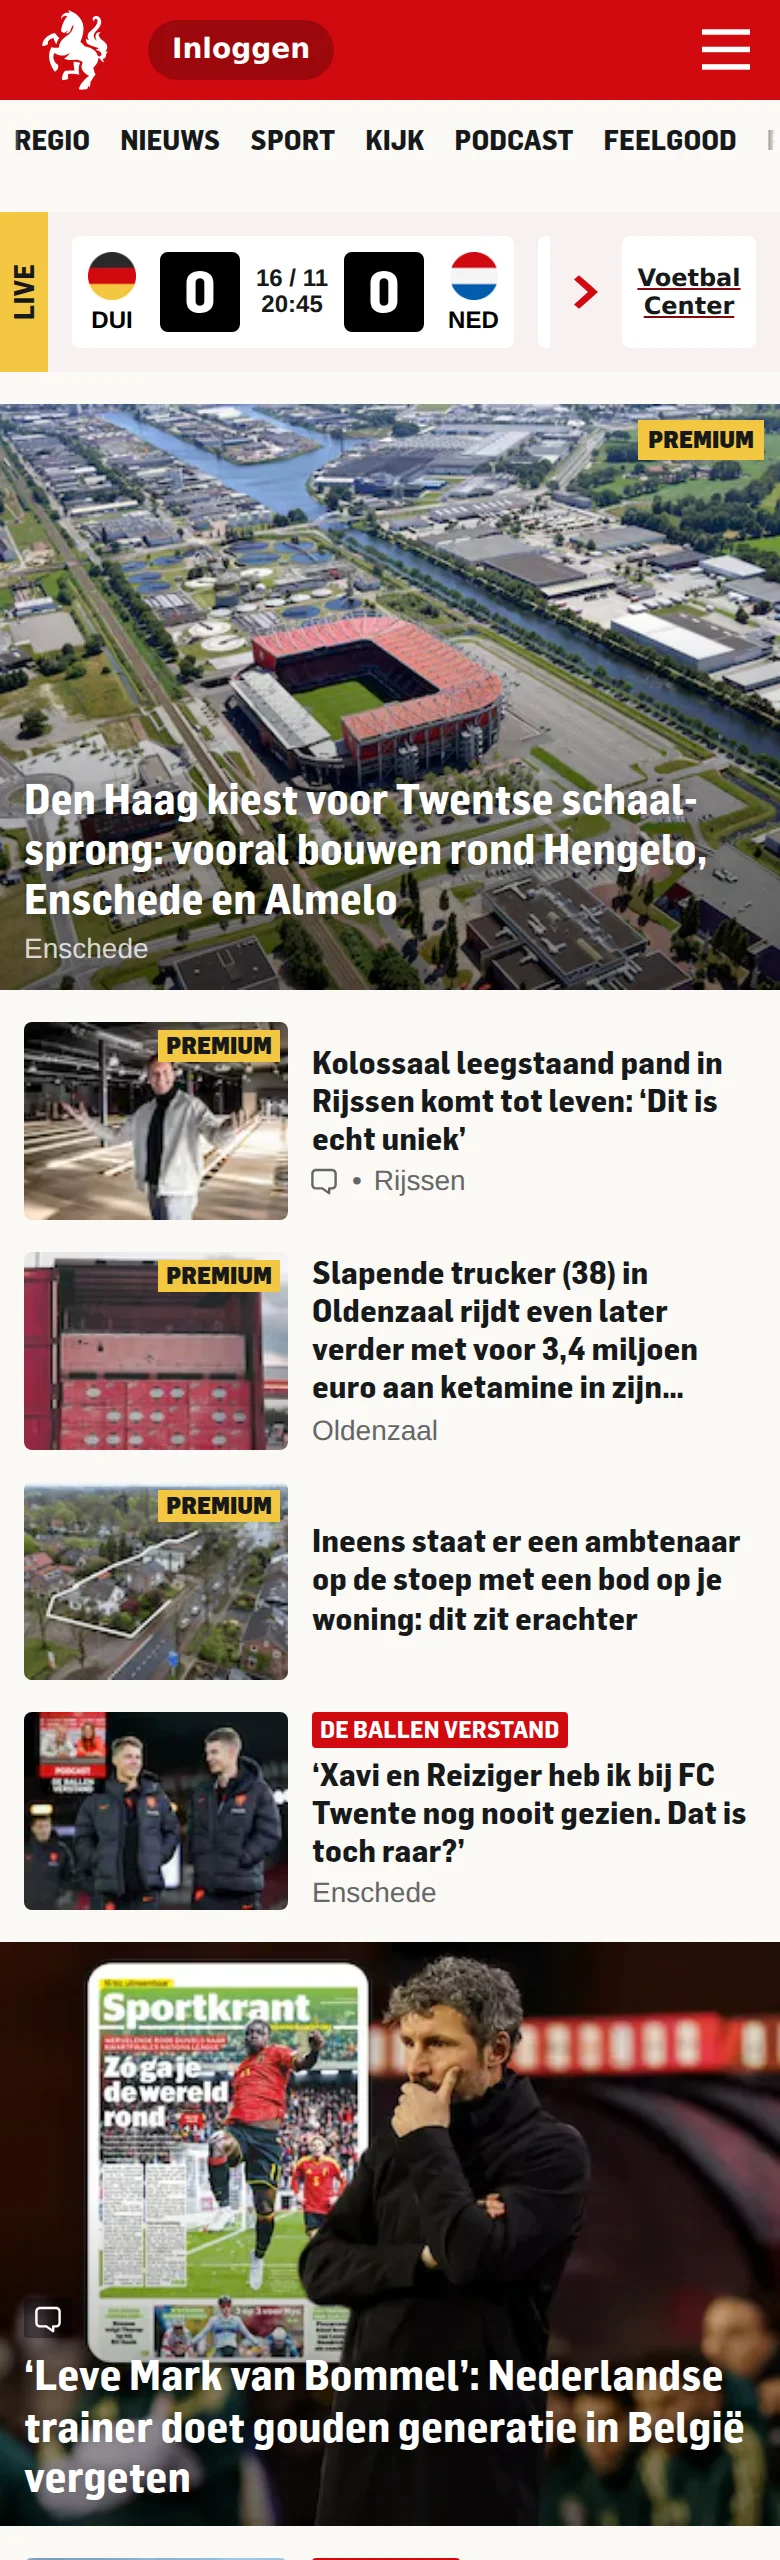 Inloggen
REGIO NIEUWS SPORT KIJK PODCAST FEELGOOD
LIVE
0 16 / 11 0
20:45
DUI NED
Voetbal
Center
PREMIUM
Den Haag kiest voor Twentse schaal-
sprong: vooral bouwen rond Hengelo,
Enschede en Almelo
Enschede
PREMIUM
Kolossaal leegstaand pand in
Rijssen komt tot leven: ‘Dit is
echt uniek’
• Rijssen
PREMIUM
Slapende trucker (38) in
Oldenzaal rijdt even later
verder met voor 3,4 miljoen
euro aan ketamine in zijn...
Oldenzaal
PREMIUM
Ineens staat er een ambtenaar
op de stoep met een bod op je
woning: dit zit erachter
PODCAST
DE BALLEN
VERSTAND
DE BALLEN VERSTAND
‘Xavi en Reiziger heb ik bij FC
Twente nog nooit gezien. Dat is
toch raar?’
Enschede
Sportkrant
Zó ga je
de wereld
rond
‘Leve Mark van Bommel’: Nederlandse
trainer doet gouden generatie in België
vergeten